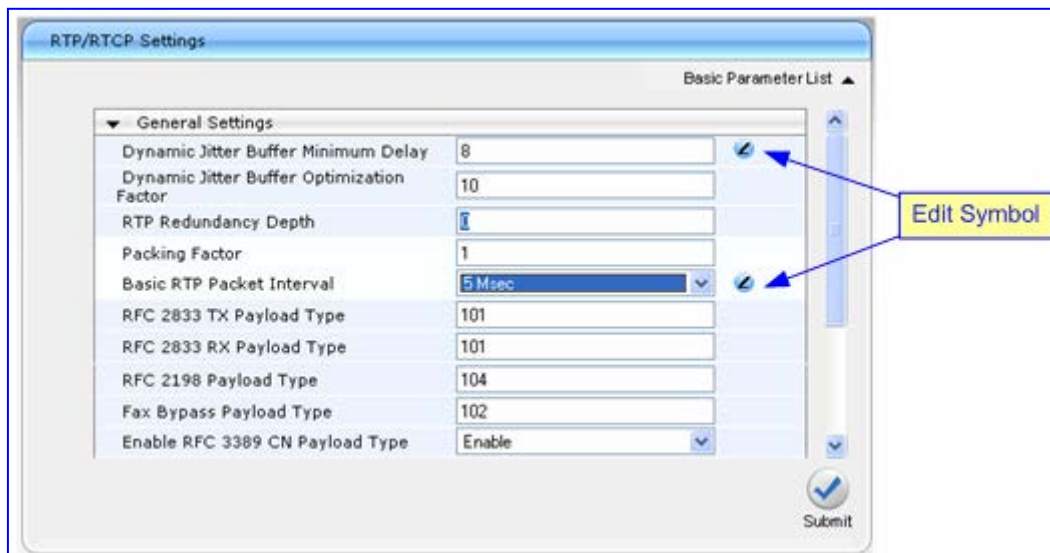 RTP/RTCP Settings
Basic Parameter List
General Settings
Dynamic Jitter Buffer Minimum Delay 8
Dynamic Jitter Buffer Optimization
Factor 10
RTP Redundancy Depth 0
Packing Factor 1
Basic RTP Packet Interval 5 Msec
RFC 2833 TX Payload Type 101
RFC 2833 RX Payload Type 101
RFC 2198 Payload Type 104
Fax Bypass Payload Type 102
Enable RFC 3389 CN Payload Type Enable
Edit Symbol
Submit